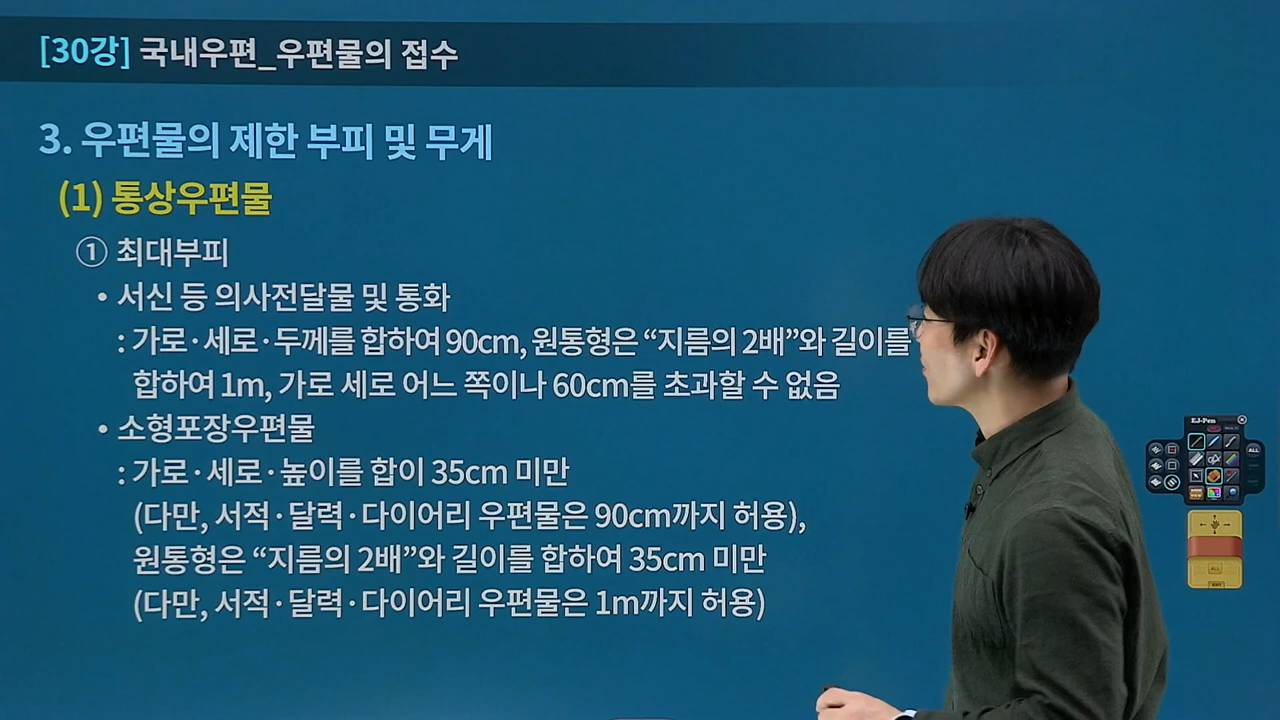 [30강] 국내우편_우편물의 접수
3. 우편물의 제한 부피 및 무게
(1) 통상우편물
① 최대부피
• 서신 등 의사전달물 및 통화
: 가로·세로·두께를 합하여 90cm, 원통형은 “지름의 2배”와 길이를
합하여 1m, 가로 세로 어느 쪽이나 60cm를 초과할 수 없음
• 소형포장우편물
: 가로·세로·높이를 합이 35cm 미만
(다만, 서적·달력·다이어리 우편물은 90cm까지 허용),
원통형은 “지름의 2배”와 길이를 합하여 35cm 미만
(다만, 서적·달력·다이어리 우편물은 1m까지 허용)
EJ-Pen
ALL